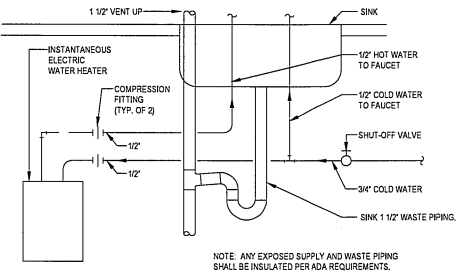 1 1/2" VENT UP
SINK
INSTANTANEOUS
ELECTRIC
WATER HEATER
1/2" HOT WATER
TO FAUCET
COMPRESSION
FITTING
(TYP. OF 2)
1/2" COLD WATER
TO FAUCET
SHUT-OFF VALVE
1/2"
1/2"
3/4" COLD WATER
SINK 1 1/2" WASTE PIPING.
NOTE: ANY EXPOSED SUPPLY AND WASTE PIPING
SHALL BE INSULATED PER ADA REQUIREMENTS.